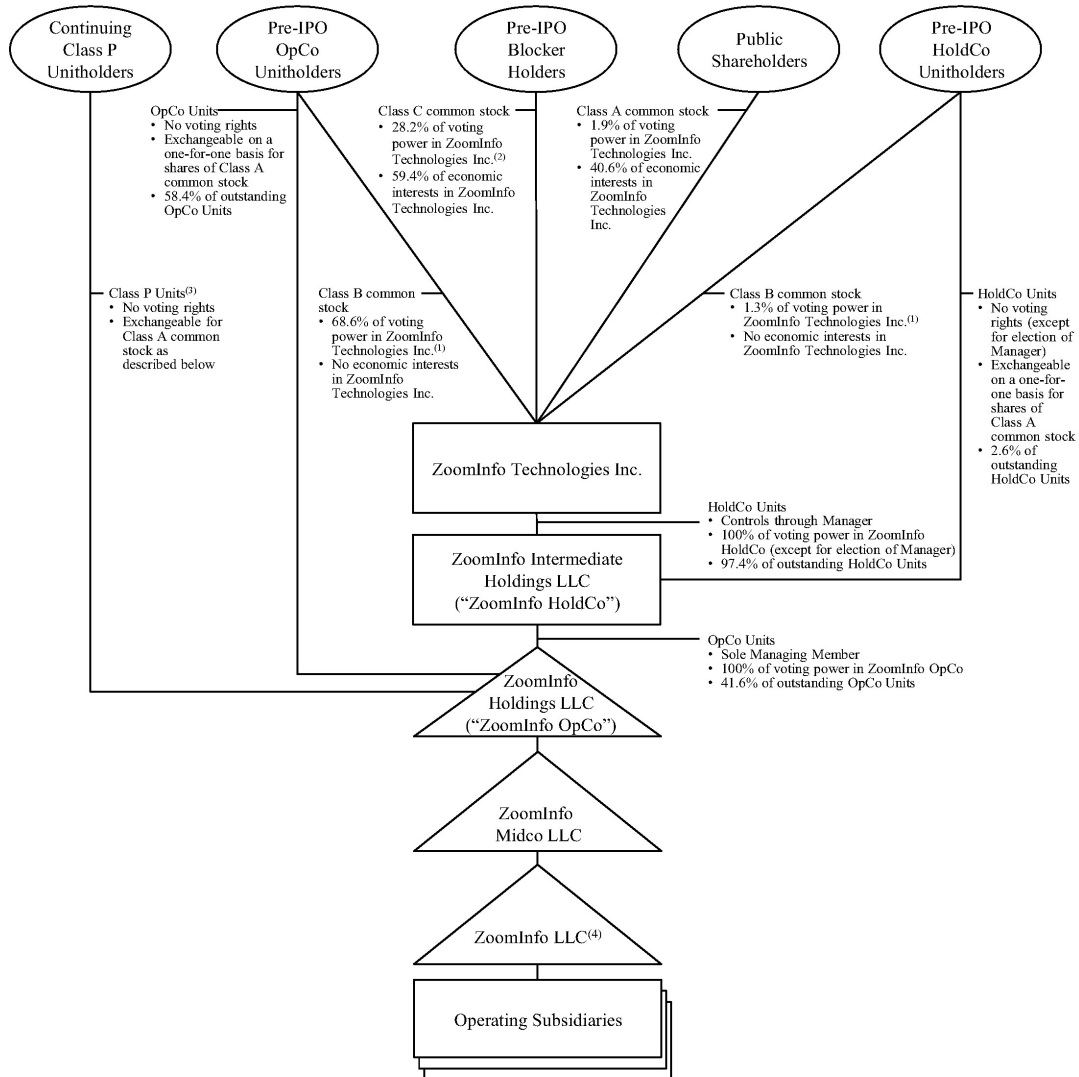 Continuing
Class P
Unitholders
Pre-IPO
OpCo
Unitholders
Pre-IPO
Blocker
Holders
Public
Shareholders
Pre-IPO
HoldCo
Unitholders
OpCo Units
• No voting rights
• Exchangeable on a
one-for-one basis for
shares of Class A
common stock
• 58.4% of outstanding
OpCo Units
Class C common stock
• 28.2% of voting
power in ZoomInfo
Technologies Inc.(2)
• 59.4% of economic
interests in ZoomInfo
Technologies Inc.
Class A common stock
• 1.9% of voting
power in ZoomInfo
Technologies Inc.
• 40.6% of economic
interests in
ZoomInfo
Technologies
Inc.
Class P Units(3)
• No voting rights
• Exchangeable for
Class A common
stock as
described below
Class B common
stock
• 68.6% of voting
power in ZoomInfo
Technologies Inc.(1)
• No economic interests
in ZoomInfo
Technologies Inc.
Class B common stock
• 1.3% of voting power in
ZoomInfo Technologies Inc.(1)
• No economic interests in
ZoomInfo Technologies Inc.
HoldCo Units
• No voting
rights (except
for election of
Manager)
• Exchangeable
on a one-for-
one basis for
shares of
Class A
common stock
• 2.6% of
outstanding
HoldCo Units
ZoomInfo Technologies Inc.
HoldCo Units
• Controls through Manager
• 100% of voting power in ZoomInfo
HoldCo (except for election of Manager)
• 97.4% of outstanding HoldCo Units
ZoomInfo Intermediate
Holdings LLC
(“ZoomInfo HoldCo”)
OpCo Units
• Sole Managing Member
• 100% of voting power in ZoomInfo OpCo
• 41.6% of outstanding OpCo Units
ZoomInfo
Holdings LLC
(“ZoomInfo OpCo”)
ZoomInfo
Midco LLC
ZoomInfo LLC(4)
Operating Subsidiaries